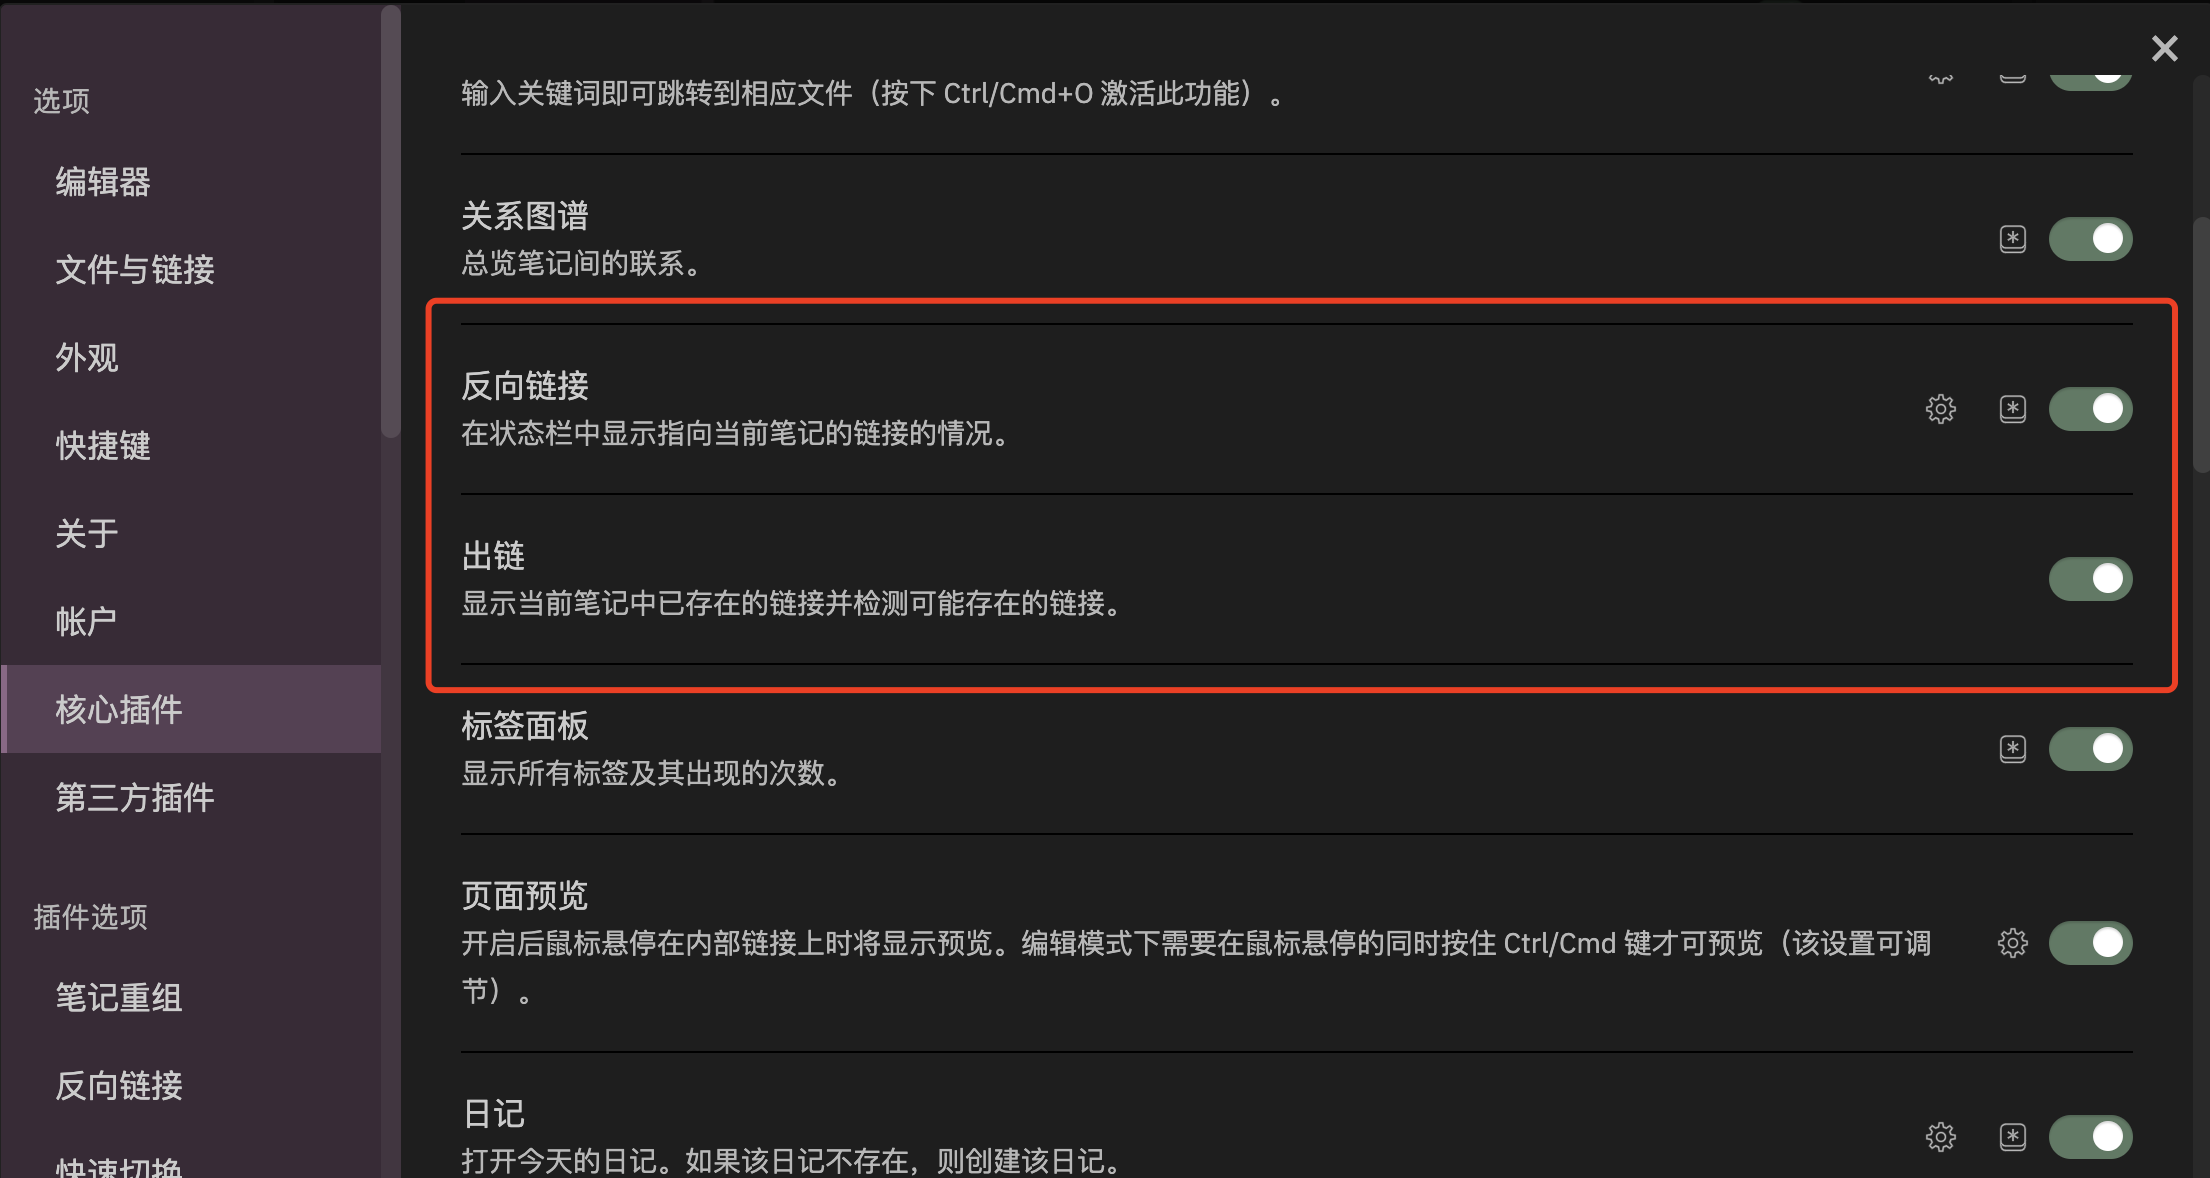 选项
编辑器
文件与链接
外观
快捷键
关于
帐户
核心插件
第三方插件
插件选项
笔记重组
反向链接
快速切换
输入关键词即可跳转到相应文件（按下 Ctrl/Cmd+O 激活此功能）。
关系图谱
总览笔记间的联系。
反向链接
在状态栏中显示指向当前笔记的链接的情况。
出链
显示当前笔记中已存在的链接并检测可能存在的链接。
标签面板
显示所有标签及其出现的次数。
页面预览
开启后鼠标悬停在内部链接上时将显示预览。编辑模式下需要在鼠标悬停的同时按住 Ctrl/Cmd 键才可预览（该设置可调
节）。
日记
打开今天的日记。如果该日记不存在，则创建该日记。